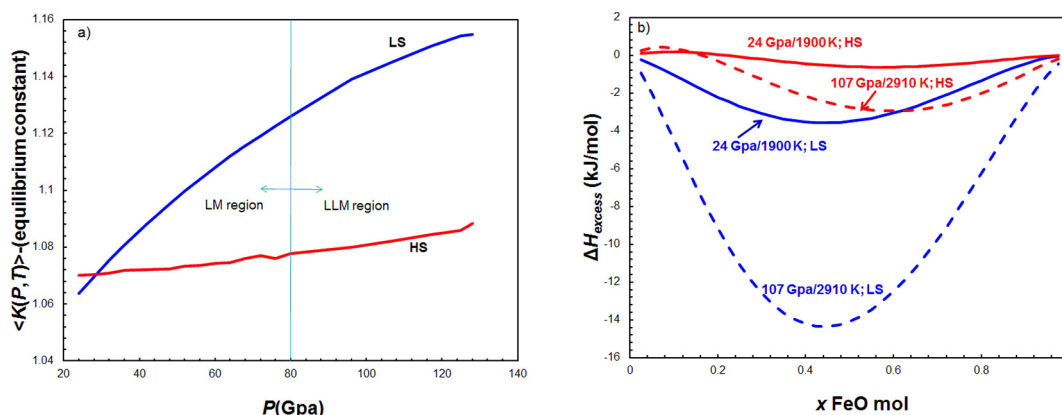 a)
<K(P,T)>-(equilibrium constant)
1.16
1.14
1.12
1.1
1.08
1.06
1.04
LS
LM region
LLM region
HS
20
40
60
80
100
120
140
P(Gpa)
b)
ΔHexcess (kJ/mol)
2
0
-2
-4
-6
-8
-10
-12
-14
-16
24 Gpa/1900 K; HS
107 Gpa/2910 K; HS
24 Gpa/1900 K; LS
107 Gpa/2910 K; LS
0
0.2
0.4
0.6
0.8
x FeO mol